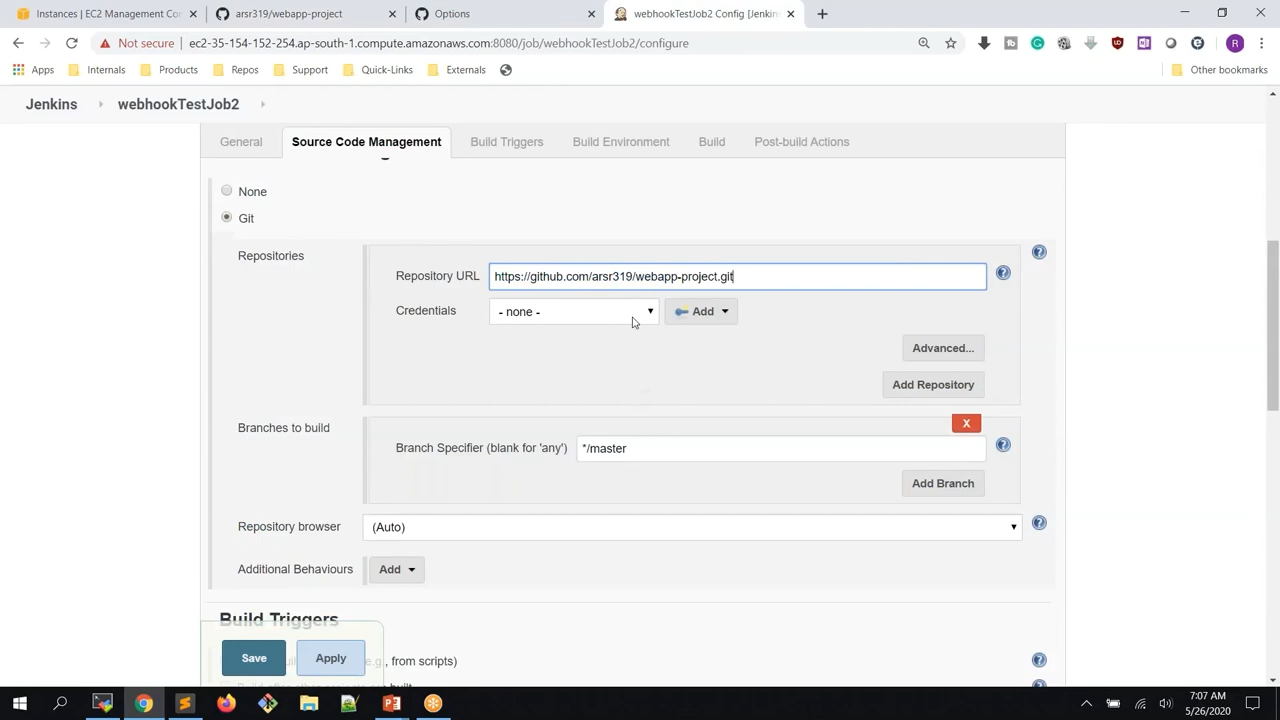 Instances | EC2 Management Con
arsr319/webapp-project
Options
webhookTestJob2 Config [Jenkins
Not secure
ec2-35-154-152-254.ap-south-1.compute.amazonaws.com:8080/job/webhookTestJob2/configure
R
Apps
Internals
Products
Repos
Support
Quick-Links
Externals
Other bookmarks
Jenkins
webhookTestJob2
General
Source Code Management
Build Triggers
Build Environment
Build
Post-build Actions
None
Git
Repositories
Repository URL
https://github.com/arsr319/webapp-project.git
Credentials
- none -
Add
Advanced...
Add Repository
Branches to build
X
Branch Specifier (blank for 'any')
*/master
Add Branch
Repository browser
(Auto)
Additional Behaviours
Add
Build Triggers
Save
Apply
, from scripts)
7:07 AM
5/26/2020